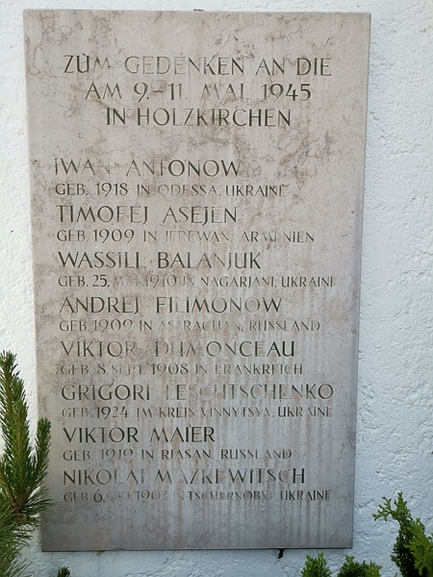 ZUM GEDENKEN AN DIE
AM 9.–11. MAI 1945
IN HOLZKIRCHEN
IWAN ANTONOW
GEB. 1918 IN ODESSA, UKRAINE
TIMOFEJ ASEJEN
GEB. 1909 IN JEREWAN, ARMENIEN
WASSILI BALANJUK
GEB. 25. MAI 1910 IN NAGARJANI, UKRAINE
ANDREJ FILIMONOW
GEB. 1909 IN ASTRACHAN, RUSSLAND
VIKTOR DUMONCEAU
GEB. 8. SEPT. 1908 IN FRANKREICH
GRIGORI LESCHTSCHENKO
GEB. 1924 IM KREIS VINNYTSYA, UKRAINE
VIKTOR MAIER
GEB. 1919 IN RJASAN, RUSSLAND
NIKOLAI MAZKEWITSCH
GEB. 6. OKT. 1902 IN TSCHERNOBYL, UKRAINE